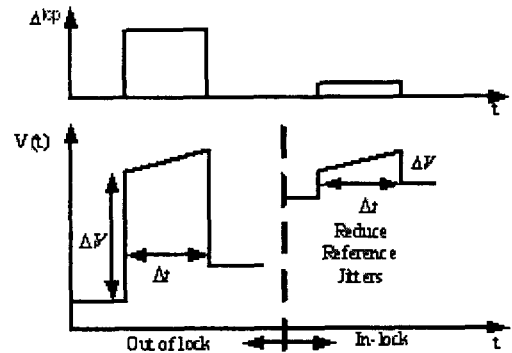 t
V(t)
ΔV
ΔV
Δt
Δt
Reduce
Reference
Jitters
Out of lock
In-lock
t